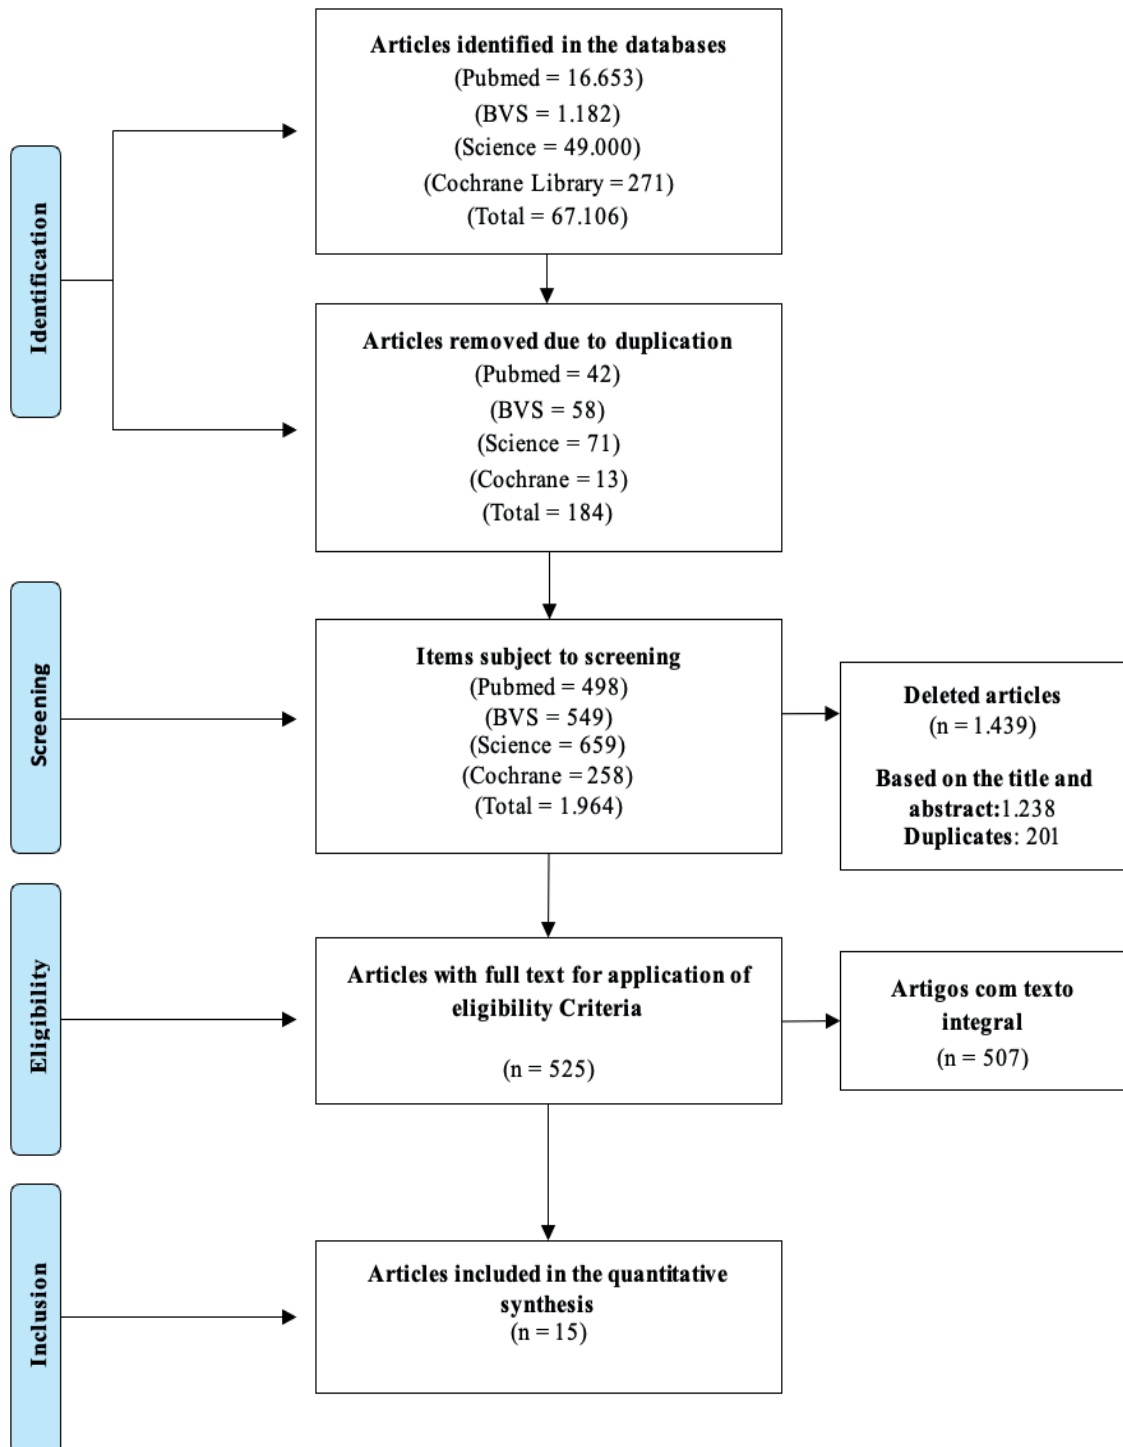 Identification
Articles identified in the databases
(Pubmed = 16.653)
(BVS = 1.182)
(Science = 49.000)
(Cochrane Library = 271)
(Total = 67.106)
Articles removed due to duplication
(Pubmed = 42)
(BVS = 58)
(Science = 71)
(Cochrane = 13)
(Total = 184)
Screening
Items subject to screening
(Pubmed = 498)
(BVS = 549)
(Science = 659)
(Cochrane = 258)
(Total = 1.964)
Deleted articles
(n = 1.439)
Based on the title and
abstract:1.238
Duplicates: 201
Eligibility
Articles with full text for application of
eligibility Criteria
(n = 525)
Artigos com texto
integral
(n = 507)
Inclusion
Articles included in the quantitative
synthesis
(n = 15)